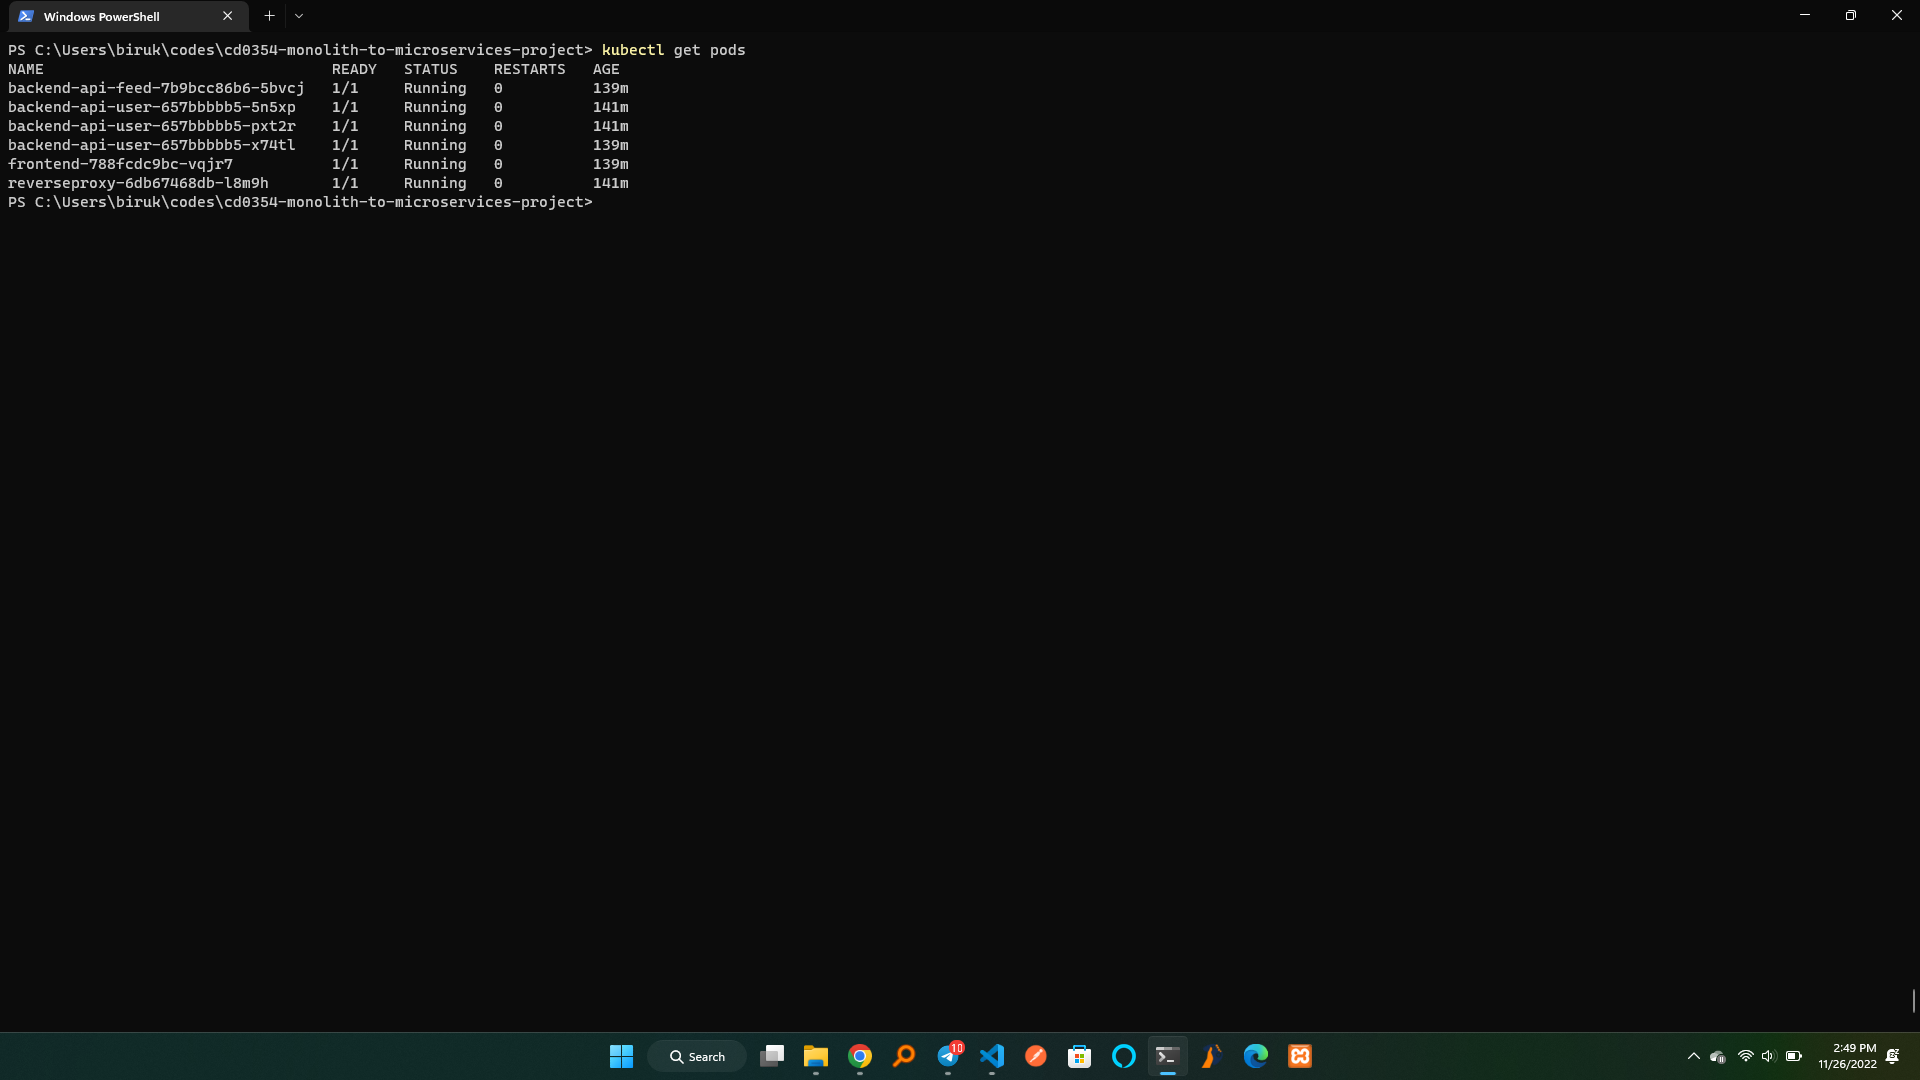 Windows PowerShell
PS C:\Users\biruk\codes\cd0354-monolith-to-microservices-project> kubectl get pods
NAME READY STATUS RESTARTS AGE
backend-api-feed-7b9bcc86b6-5bvcj 1/1 Running 0 139m
backend-api-user-657bbbbb5-5n5xp 1/1 Running 0 141m
backend-api-user-657bbbbb5-pxt2r 1/1 Running 0 141m
backend-api-user-657bbbbb5-x74tl 1/1 Running 0 139m
frontend-788fcdc9bc-vqjr7 1/1 Running 0 139m
reverseproxy-6db67468db-l8m9h 1/1 Running 0 141m
PS C:\Users\biruk\codes\cd0354-monolith-to-microservices-project>
Search
10
2:49 PM
11/26/2022